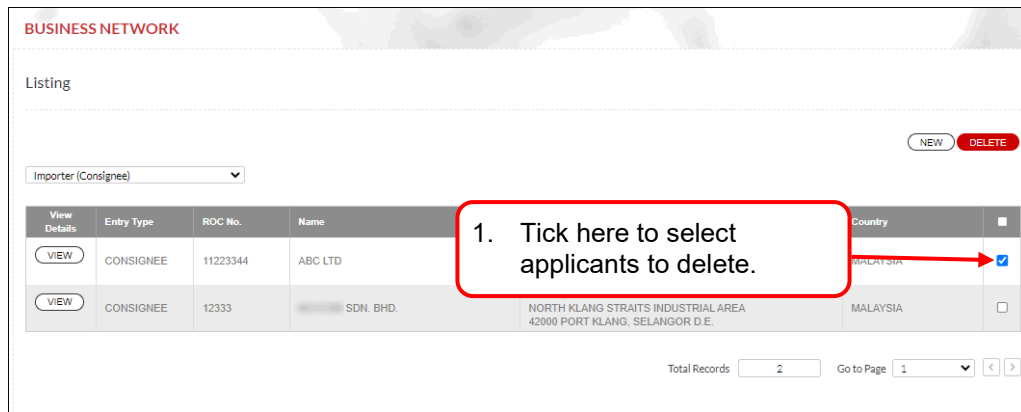 BUSINESS NETWORK
Listing
NEW DELETE
Importer (Consignee)
View Details Entry Type ROC No. Name Country
VIEW CONSIGNEE 11223344 ABC LTD MALAYSIA
1. Tick here to select
applicants to delete.
VIEW CONSIGNEE 12333 SDN. BHD. NORTH KLANG STRAITS INDUSTRIAL AREA MALAYSIA
42000 PORT KLANG, SELANGOR D.E.
Total Records 2 Go to Page 1 < >